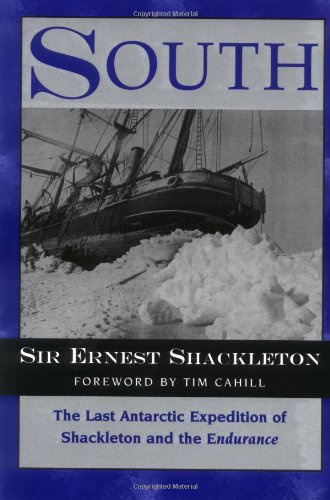 SOUTH
SIR ERNEST SHACKLETON
FOREWORD BY TIM CAHILL
The Last Antarctic Expedition of
Shackleton and the Endurance